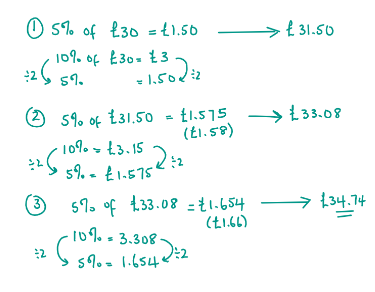 ① 5% of £30 = £1.50 → £31.50
10% of £30 = £3
÷2 5% = 1.50 ÷2
② 5% of £31.50 = £1.575 → £33.08
(£1.58)
÷2 10% = £3.15 ÷2
5% = £1.575
③ 5% of £33.08 = £1.654 → £34.74
(£1.66)
10% = 3.308
÷2 5% = 1.654 ÷2